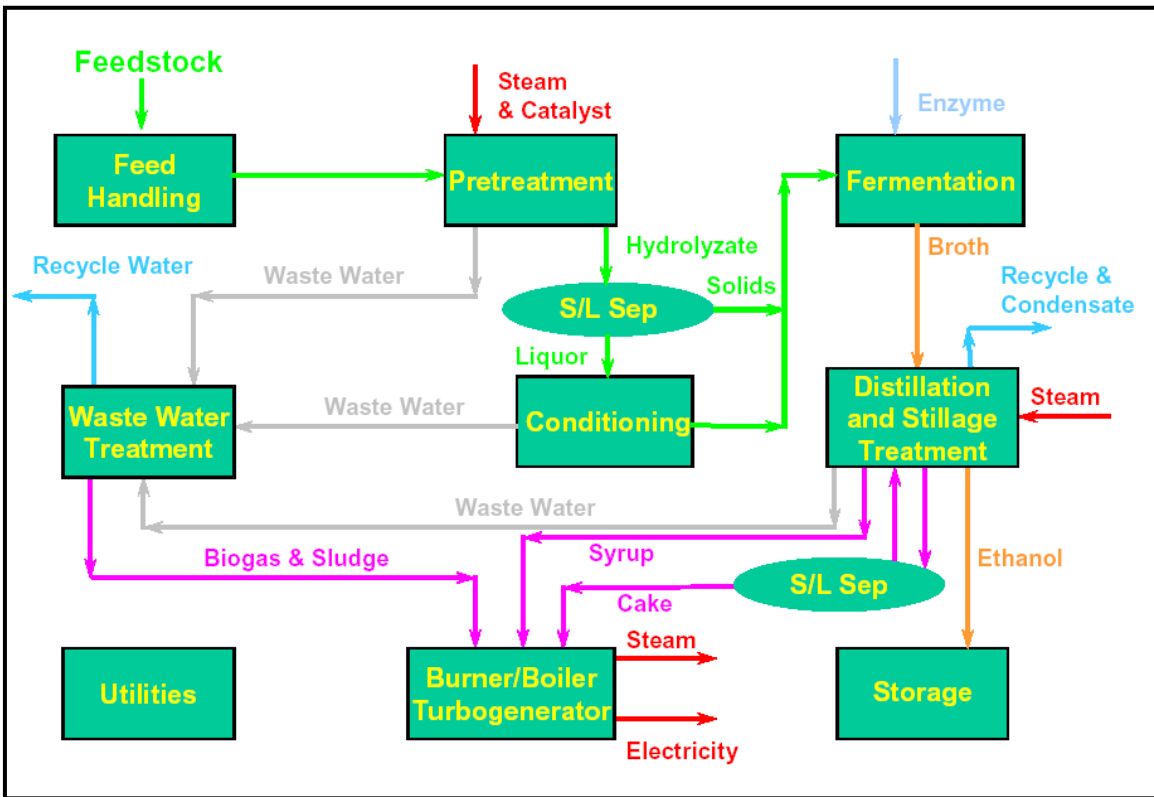 Feedstock
Steam
& Catalyst
Enzyme
Feed
Handling
Pretreatment
Fermentation
Recycle Water
Waste Water
Hydrolyzate
Solids
Broth
Recycle &
Condensate
S/L Sep
Liquor
Waste Water
Treatment
Waste Water
Conditioning
Distillation
and Stillage
Treatment
Steam
Waste Water
Biogas & Sludge
Syrup
S/L Sep
Ethanol
Cake
Utilities
Burner/Boiler
Turbogenerator
Steam
Electricity
Storage